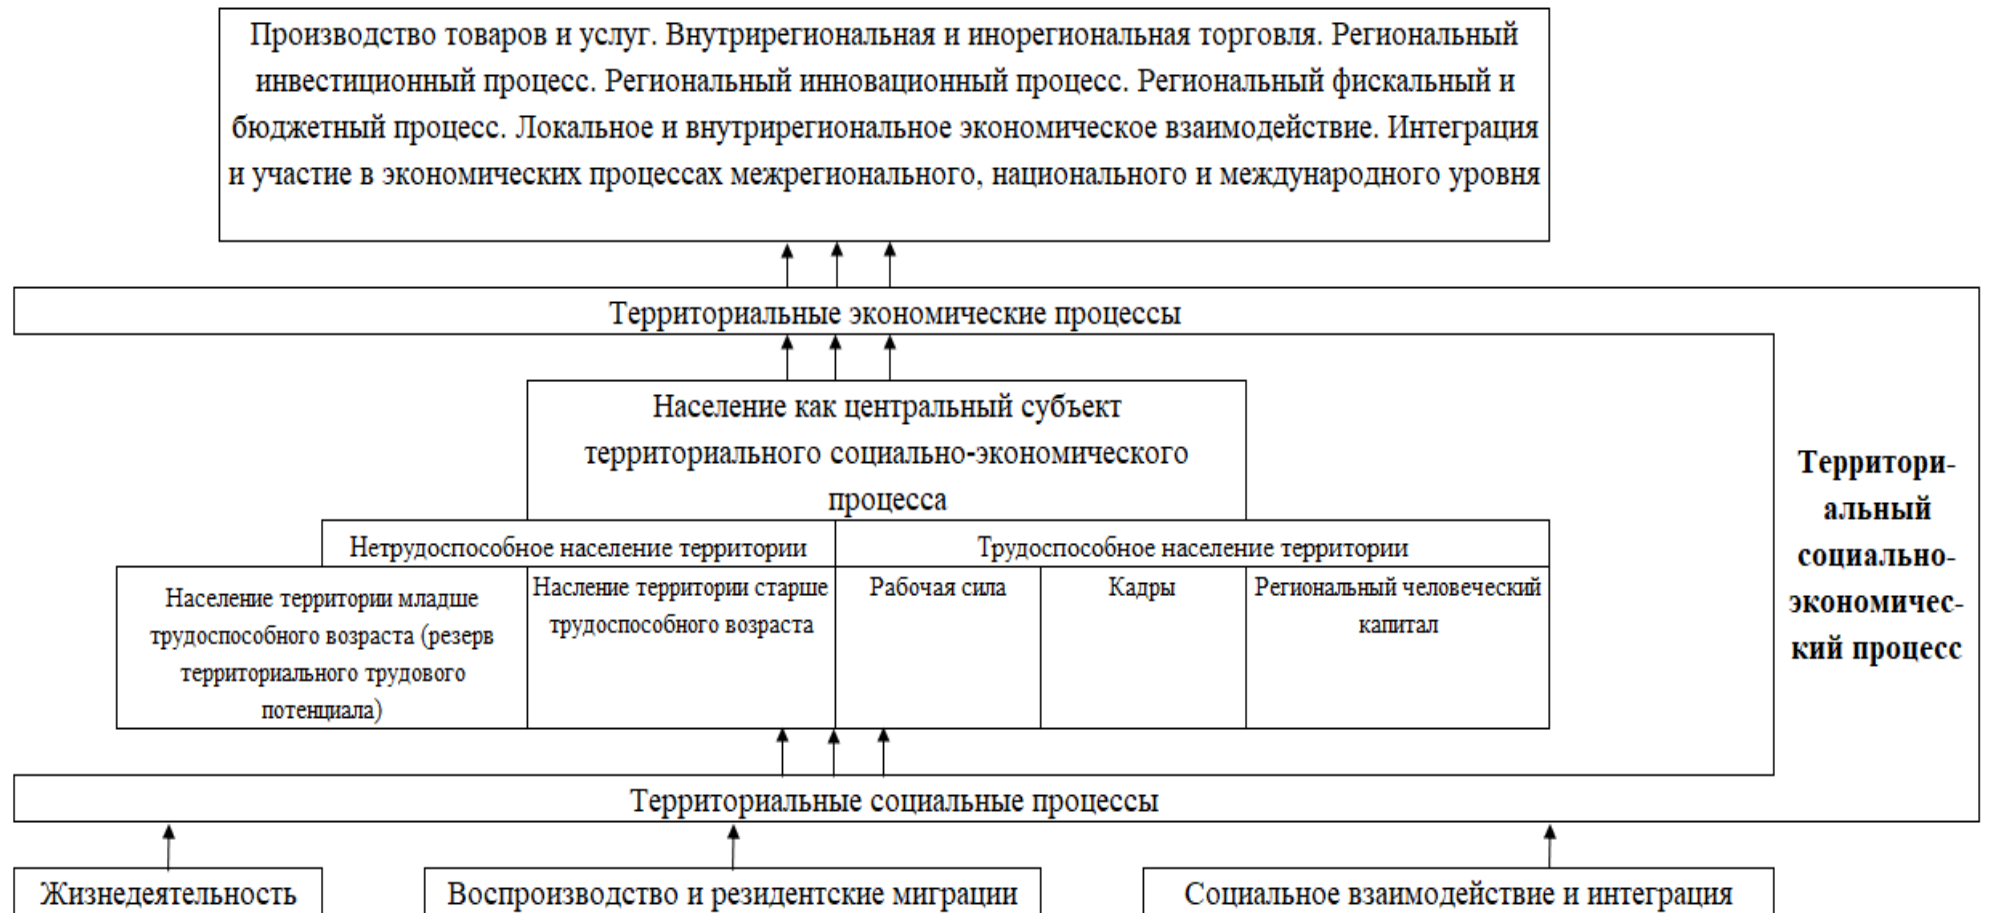 Производство товаров и услуг. Внутрирегиональная и инорегиональная торговля. Региональный
инвестиционный процесс. Региональный инновационный процесс. Региональный фискальный и
бюджетный процесс. Локальное и внутрирегиональное экономическое взаимодействие. Интеграция
и участие в экономических процессах межрегионального, национального и международного уровня
Территориальные экономические процессы
Население как центральный субъект
территориального социально-экономического
процесса
Нетрудоспособное население территории
Трудоспособное население территории
Население территории младше
трудоспособного возраста (резерв
территориального трудового
потенциала)
Насление территории старше
трудоспособного возраста
Рабочая сила
Кадры
Региональный человеческий
капитал
Территори-
альный
социально-
экономичес-
кий процесс
Территориальные социальные процессы
Жизнедеятельность
Воспроизводство и резидентские миграции
Социальное взаимодействие и интеграция